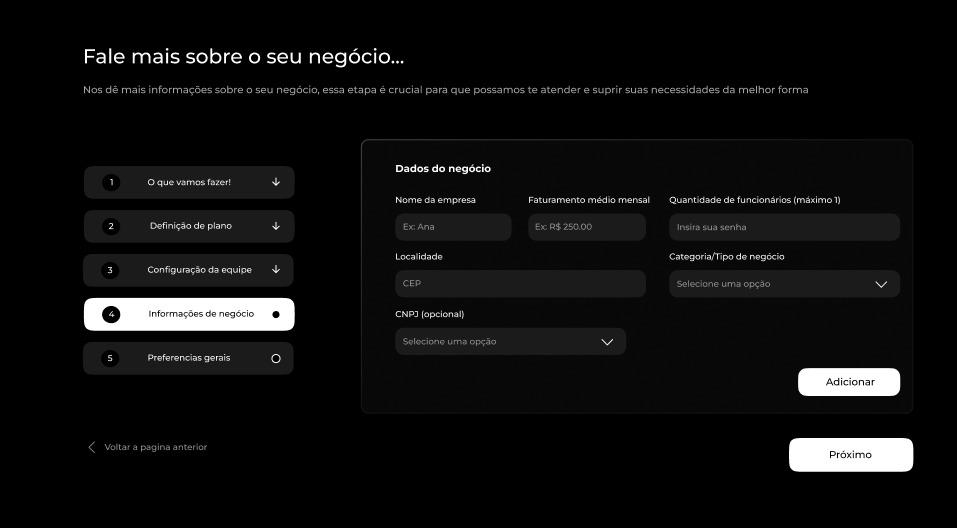 Fale mais sobre o seu negócio...
Nos dê mais informações sobre o seu negócio, essa etapa é crucial para que possamos te atender e suprir suas necessidades da melhor forma
1 O que vamos fazer!
2 Definição de plano
3 Configuração da equipe
4 Informações de negócio
5 Preferencias gerais
Voltar a pagina anterior
Dados do negócio
Nome da empresa
Ex: Ana
Faturamento médio mensal
Ex: R$ 250.00
Quantidade de funcionários (máximo 1)
Insira sua senha
Localidade
CEP
Categoria/Tipo de negócio
Selecione uma opção
CNPJ (opcional)
Selecione uma opção
Adicionar
Próximo